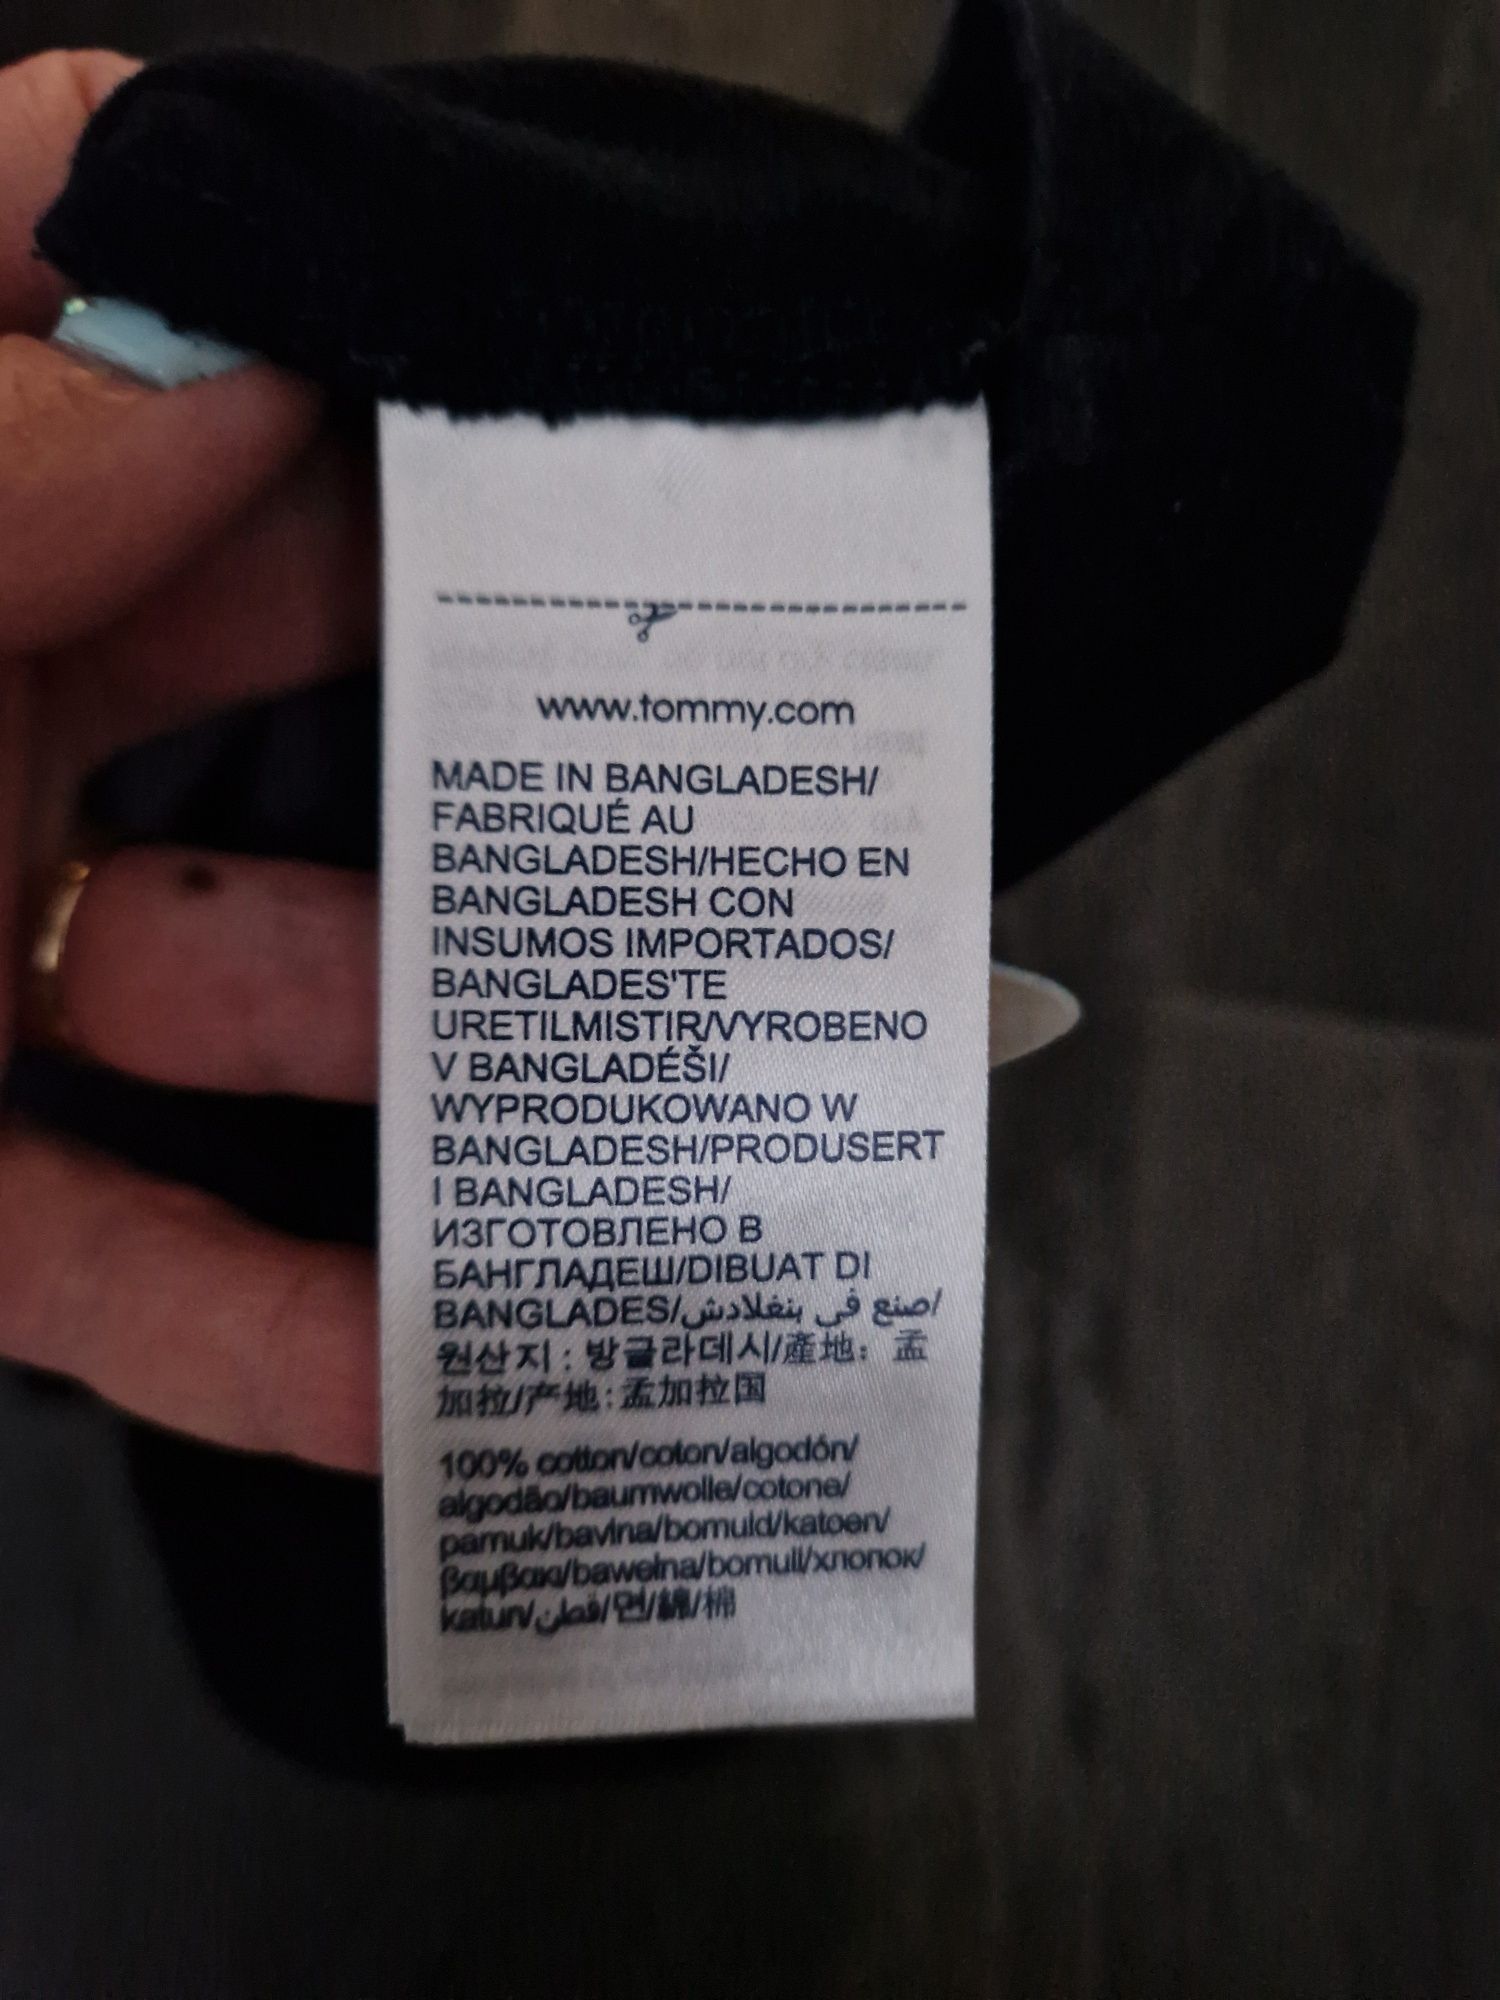 www.tommy.com
MADE IN BANGLADESH/
FABRIQUÉ AU
BANGLADESH/HECHO EN
BANGLADESH CON
INSUMOS IMPORTADOS/
BANGLADES'TE
URETILMISTIR/VYROBENO
V BANGLADÉŠI/
WYPRODUKOWANO W
BANGLADESH/PRODUSERT
I BANGLADESH/
ИЗГОТОВЛЕНО В
БАНГЛАДЕШ/DIBUAT DI
BANGLADES/صنع في بنغلادش/
원산지 : 방글라데시/產地: 孟
加拉/产地:孟加拉国
100% cotton/coton/algodón/
algodão/baumwolle/cotone/
pamuk/bavlna/bomuld/katoen/
βαμβακι/bawełna/bomull/хлопок/
katun/قطن/면/綿/棉